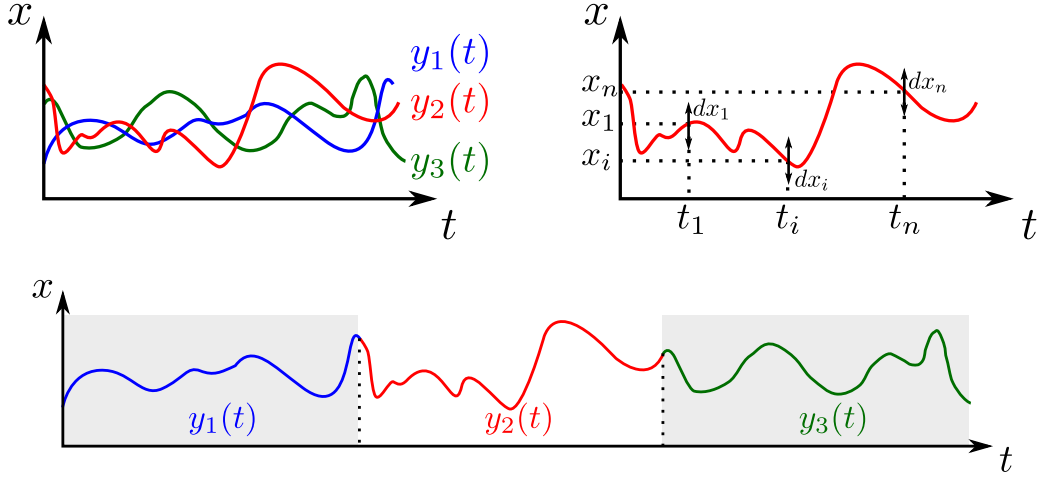 x
y₁(t)
y₂(t)
y₃(t)
t
x
xₙ
x₁
xᵢ
dx₁
dxᵢ
dxₙ
t₁
tᵢ
tₙ
t
x
y₁(t)
y₂(t)
y₃(t)
t